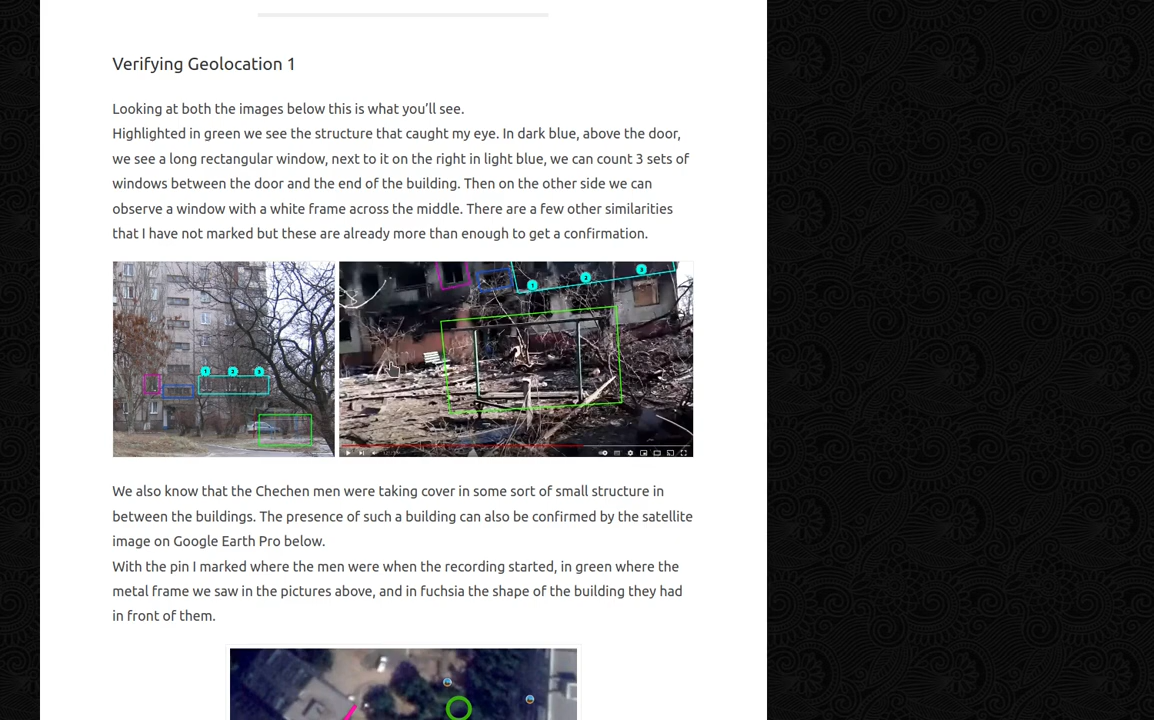 Verifying Geolocation 1
Looking at both the images below this is what you’ll see.
Highlighted in green we see the structure that caught my eye. In dark blue, above the door,
we see a long rectangular window, next to it on the right in light blue, we can count 3 sets of
windows between the door and the end of the building. Then on the other side we can
observe a window with a white frame across the middle. There are a few other similarities
that I have not marked but these are already more than enough to get a confirmation.
1 2 3
1 2 3
We also know that the Chechen men were taking cover in some sort of small structure in
between the buildings. The presence of such a building can also be confirmed by the satellite
image on Google Earth Pro below.
With the pin I marked where the men were when the recording started, in green where the
metal frame we saw in the pictures above, and in fuchsia the shape of the building they had
in front of them.